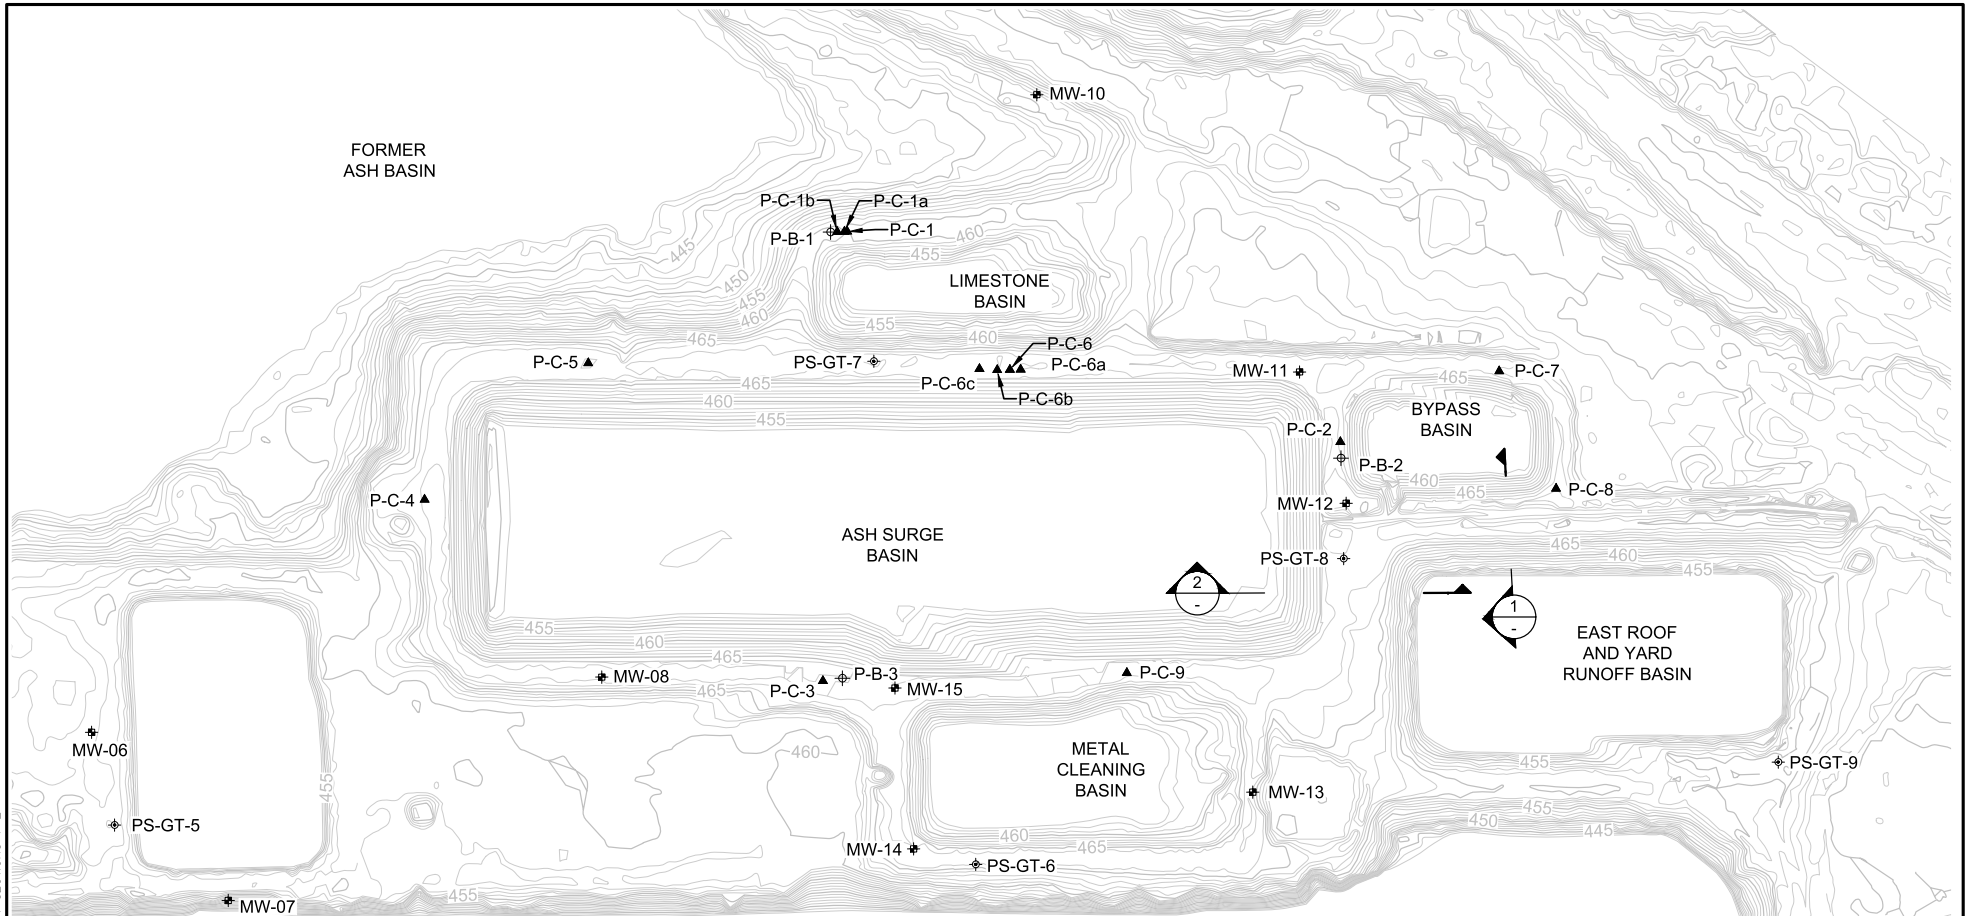 MW-10
FORMER
ASH BASIN
P-C-1b
P-C-1a
P-B-1
P-C-1
460
445
455
450
455
460
LIMESTONE
BASIN
455
460
465
P-C-5
PS-GT-7
P-C-6
P-C-6a
P-C-6c
P-C-6b
MW-11
P-C-7
465
465
460
455
BYPASS
BASIN
P-C-2
P-B-2
460
465
P-C-8
P-C-4
MW-12
ASH SURGE
BASIN
PS-GT-8
465
460
455
2
-
1
-
EAST ROOF
AND YARD
RUNOFF BASIN
455
460
465
MW-08
465
P-C-3
P-B-3
MW-15
P-C-9
MW-06
460
METAL
CLEANING
BASIN
455
455
PS-GT-9
MW-13
PS-GT-5
455
450
445
460
465
MW-14
PS-GT-6
455
MW-07